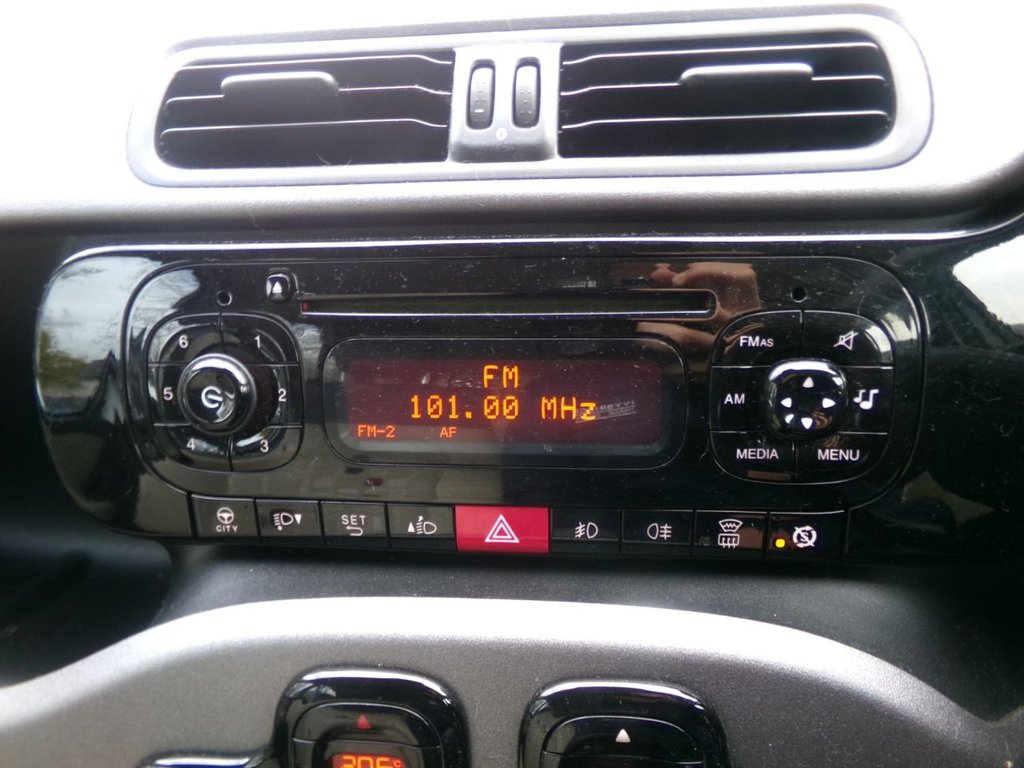 6 1
5 2
4 3
FM
101.00 MHz
FM-2 AF
FMAS
AM
MEDIA MENU
CITY
SET
S